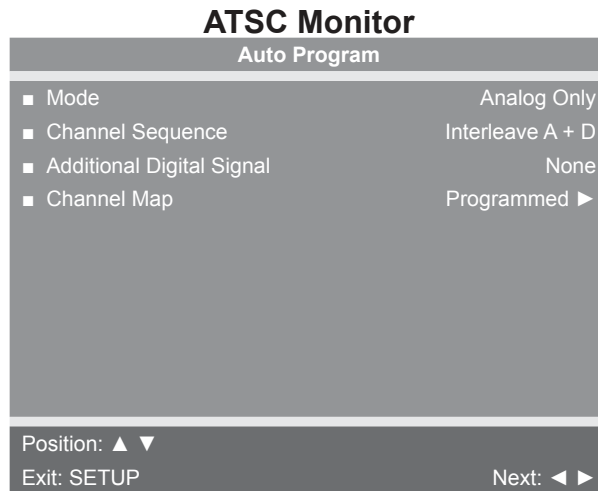 ATSC Monitor
Auto Program
■ Mode Analog Only
■ Channel Sequence Interleave A + D
■ Additional Digital Signal None
■ Channel Map Programmed ►
Position: ▲ ▼
Exit: SETUP Next: ◄ ►